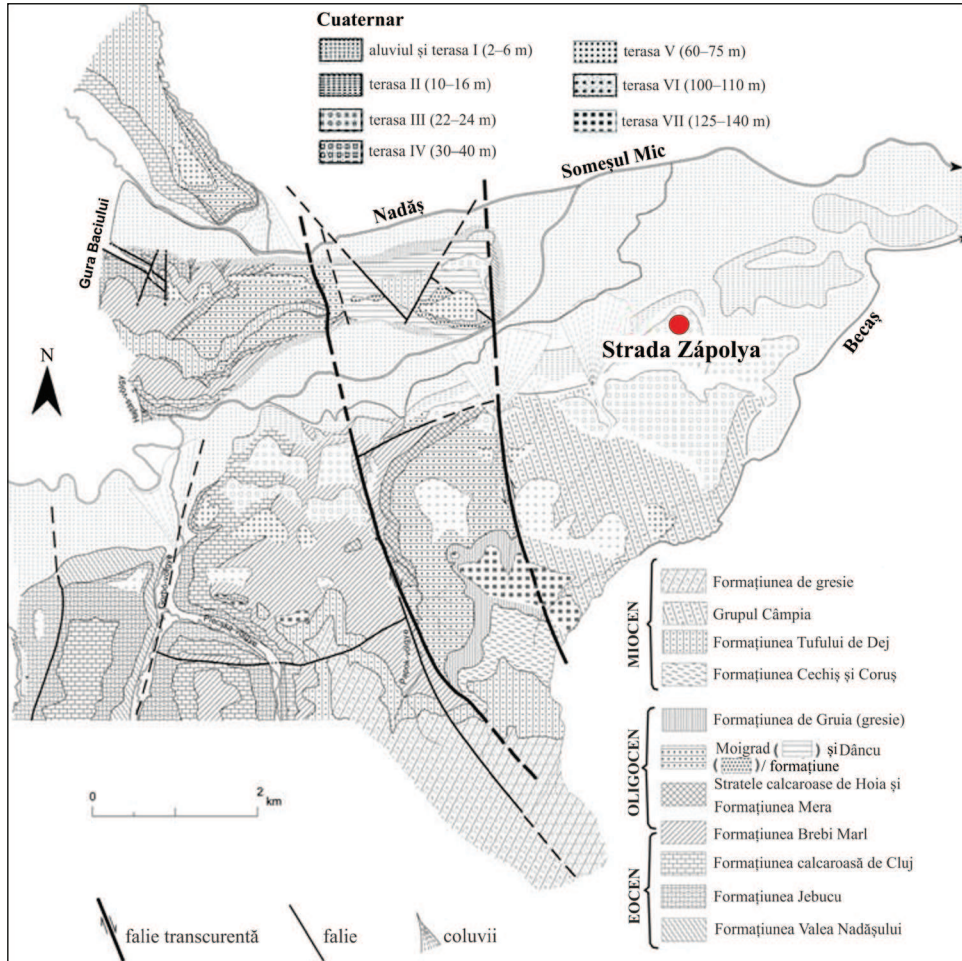 Cuaternar
aluviul și terasa I (2–6 m)
terasa II (10–16 m)
terasa III (22–24 m)
terasa IV (30–40 m)
terasa V (60–75 m)
terasa VI (100–110 m)
terasa VII (125–140 m)
Someșul Mic
Nadăș
Gura Baciului
Becaș
N
Strada Zápolya
MIOCEN
Formațiunea de gresie
Grupul Câmpia
Formațiunea Tufului de Dej
Formațiunea Cechiș și Coruș
OLIGOCEN
Formațiunea de Gruia (gresie)
Moigrad ( ) și Dâncu
( )/ formațiune
Stratele calcaroase de Hoia și
Formațiunea Mera
EOCEN
Formațiunea Brebi Marl
Formațiunea calcaroasă de Cluj
Formațiunea Jebucu
Formațiunea Valea Nadășului
0 2 km
falie transcurentă
falie
coluvii